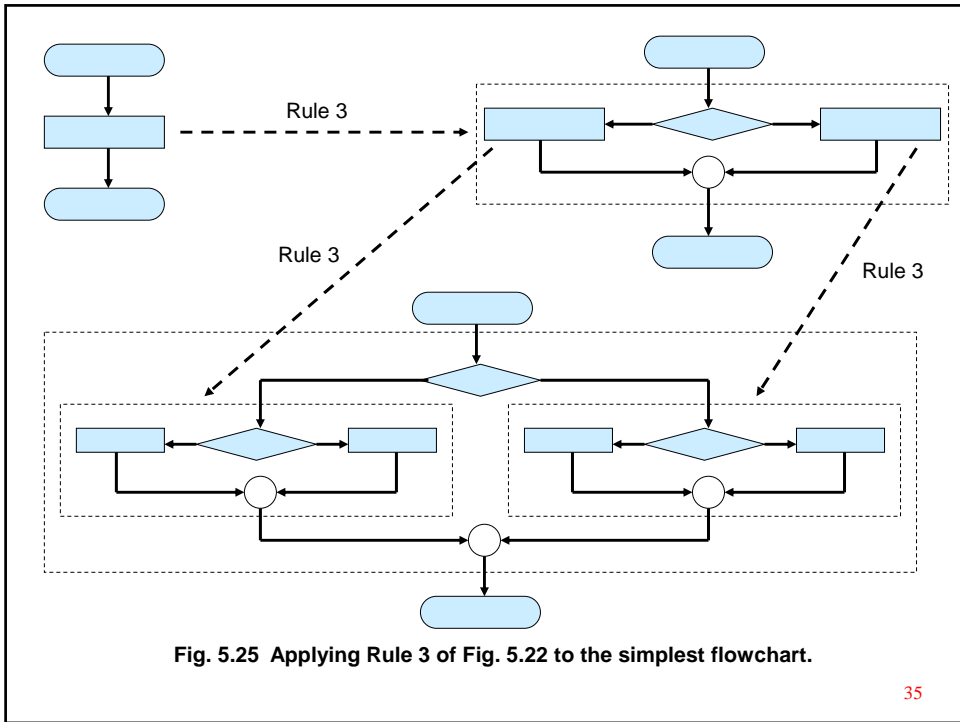 Rule 3
Rule 3
Rule 3
Fig. 5.25 Applying Rule 3 of Fig. 5.22 to the simplest flowchart.
35